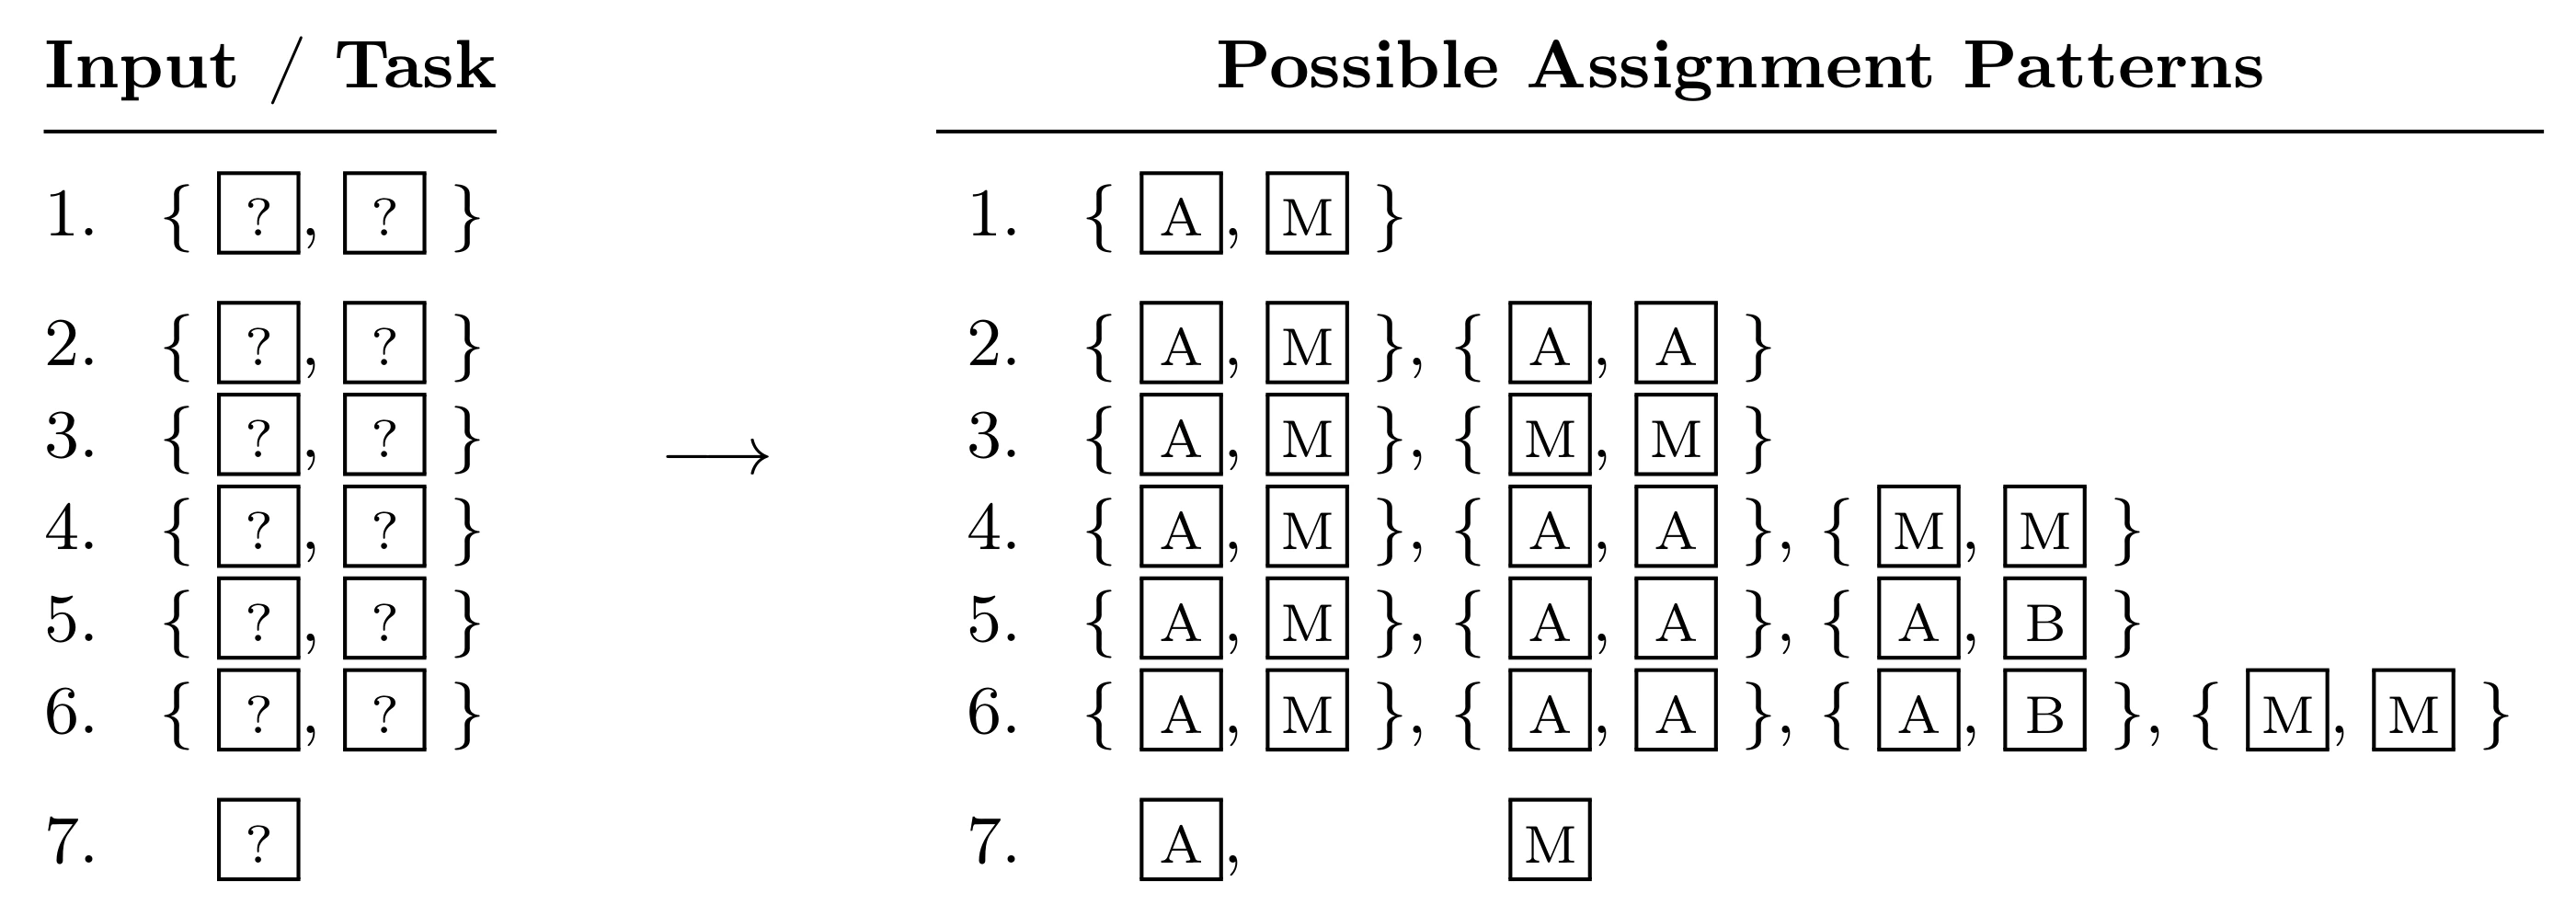 Input / Task Possible Assignment Patterns
1. { ?, ? } 1. { A, M }
2. { ?, ? } 2. { A, M }, { A, A }
3. { ?, ? } ⟶ 3. { A, M }, { M, M }
4. { ?, ? } 4. { A, M }, { A, A }, { M, M }
5. { ?, ? } 5. { A, M }, { A, A }, { A, B }
6. { ?, ? } 6. { A, M }, { A, A }, { A, B }, { M, M }
7. ? 7. A, M